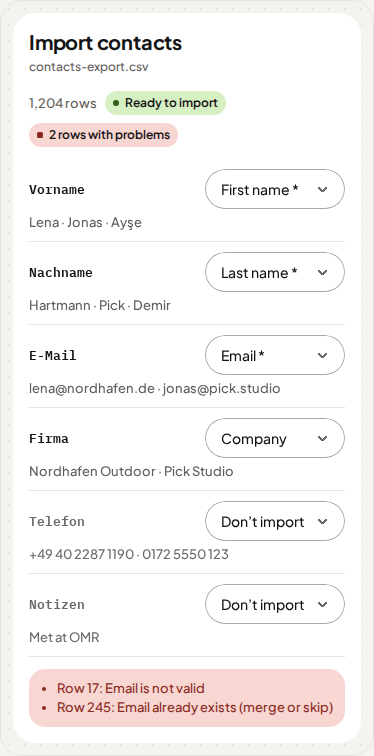 Import contacts
contacts-export.csv
1,204 rows
Ready to import
2 rows with problems
Vorname
First name *
Lena · Jonas · Ayşe
Nachname
Last name *
Hartmann · Pick · Demir
E-Mail
Email *
lena@nordhafen.de · jonas@pick.studio
Firma
Company
Nordhafen Outdoor · Pick Studio
Telefon
Don’t import
+49 40 2287 1190 · 0172 5550 123
Notizen
Don’t import
Met at OMR
• Row 17: Email is not valid
• Row 245: Email already exists (merge or skip)